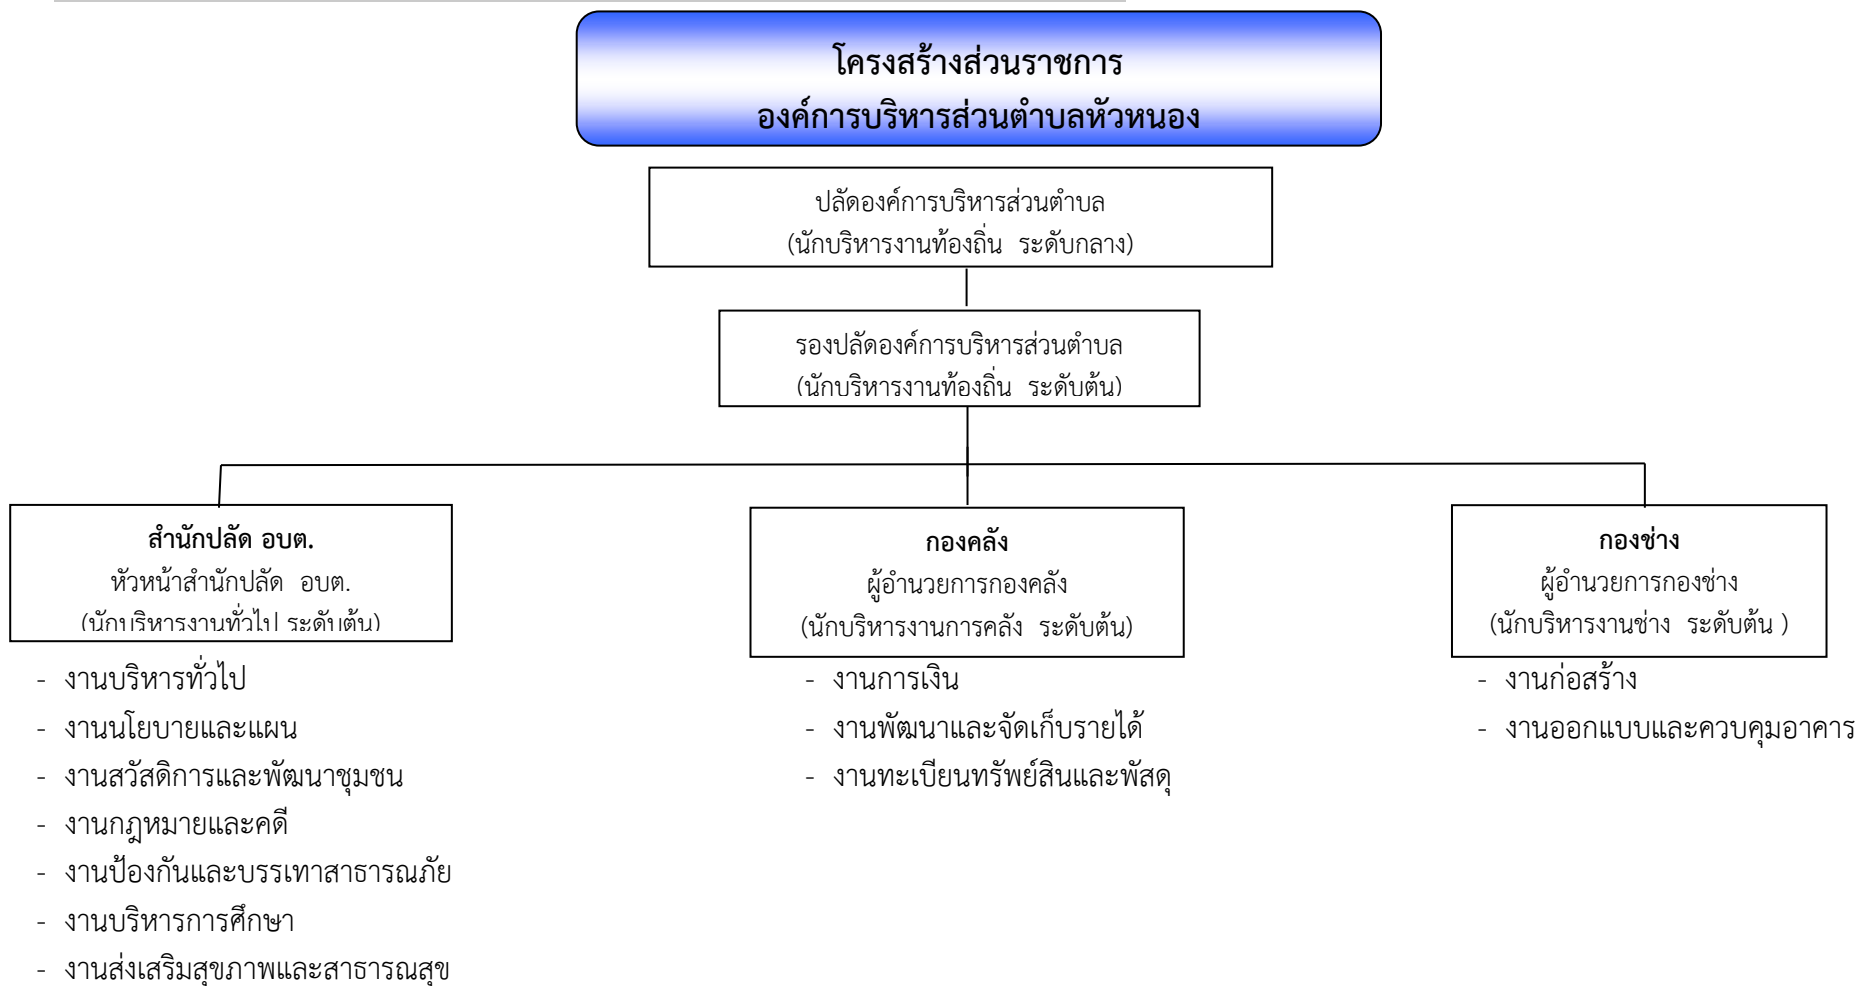 โครงสร้างส่วนราชการ
องค์การบริหารส่วนตำบลหัวหนอง
ปลัดองค์การบริหารส่วนตำบล
(นักบริหารงานท้องถิ่น ระดับกลาง)
รองปลัดองค์การบริหารส่วนตำบล
(นักบริหารงานท้องถิ่น ระดับต้น)
สำนักปลัด อบต.
หัวหน้าสำนักปลัด อบต.
(นักบริหารงานทั่วไป ระดับต้น)
กองคลัง
ผู้อำนวยการกองคลัง
(นักบริหารงานการคลัง ระดับต้น)
กองช่าง
ผู้อำนวยการกองช่าง
(นักบริหารงานช่าง ระดับต้น )
- งานบริหารทั่วไป
- งานนโยบายและแผน
- งานสวัสดิการและพัฒนาชุมชน
- งานกฎหมายและคดี
- งานป้องกันและบรรเทาสาธารณภัย
- งานบริหารการศึกษา
- งานส่งเสริมสุขภาพและสาธารณสุข
- งานการเงิน
- งานพัฒนาและจัดเก็บรายได้
- งานทะเบียนทรัพย์สินและพัสดุ
- งานก่อสร้าง
- งานออกแบบและควบคุมอาคาร